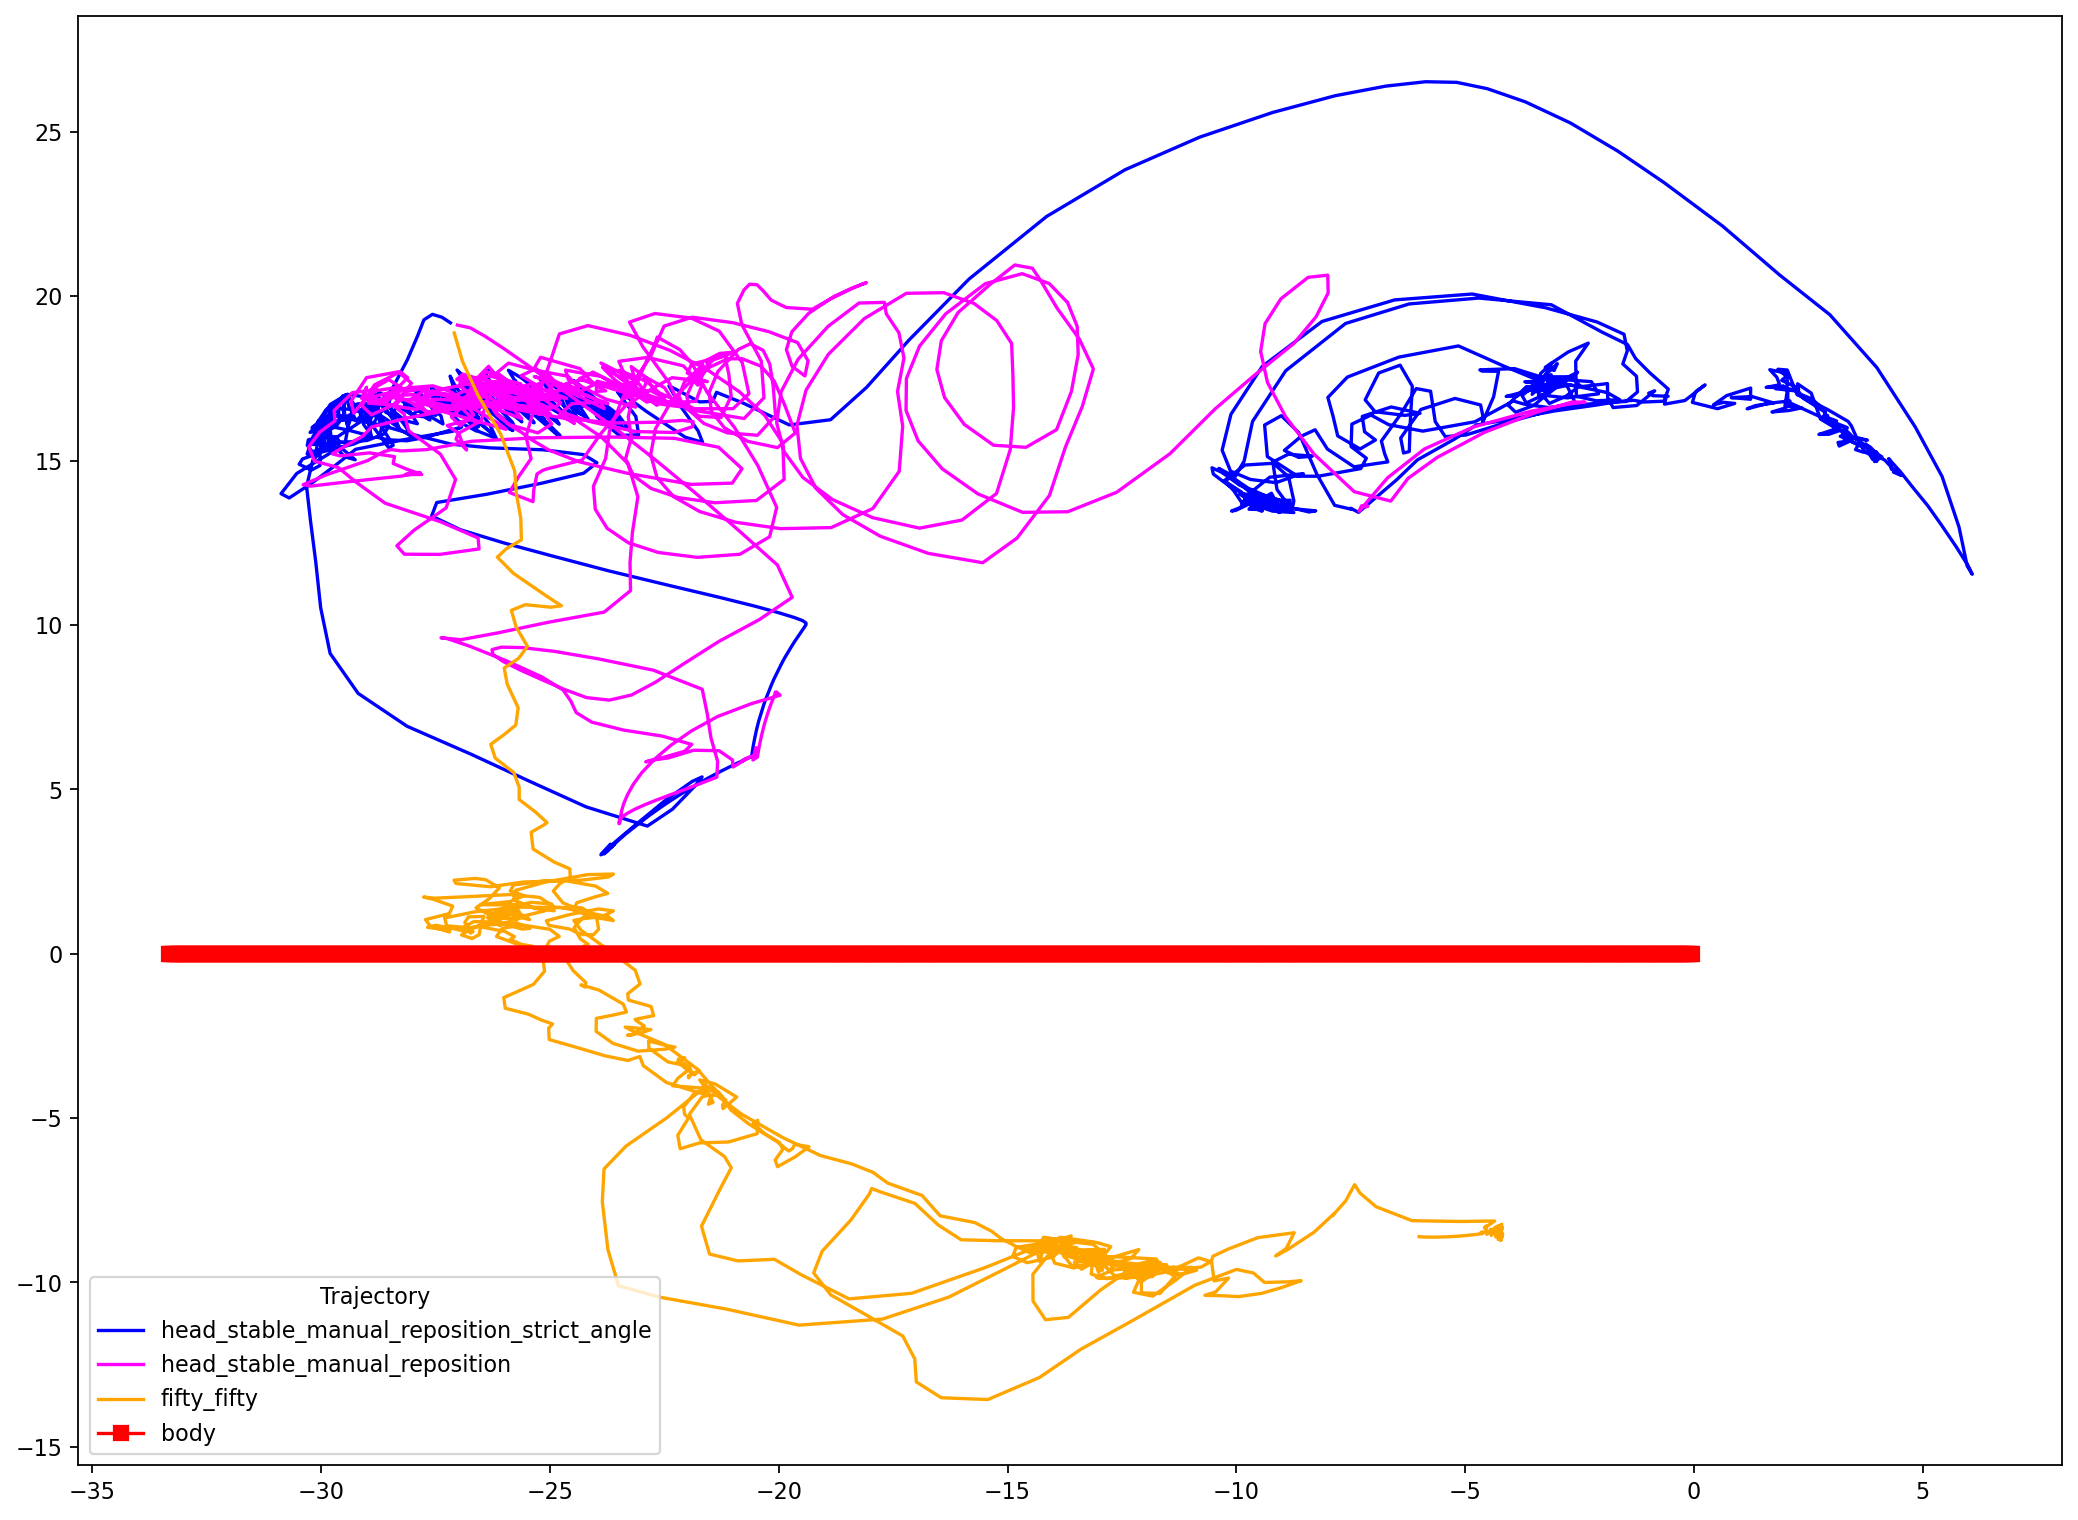 25
20
15
10
5
0
−5
−10
−15
Trajectory
head_stable_manual_reposition_strict_angle
head_stable_manual_reposition
fifty_fifty
body
−35 −30 −25 −20 −15 −10 −5 0 5